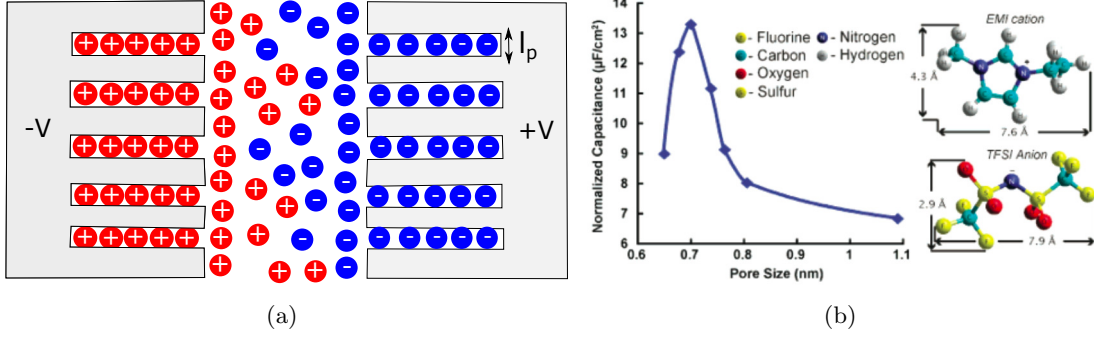 -V
+V
I_p
(a)
Normalized Capacitance (µF/cm²)
14
13
12
11
10
9
8
7
6
0.6
0.7
0.8
0.9
1
1.1
Pore Size (nm)
- Fluorine
- Nitrogen
- Carbon
- Hydrogen
- Oxygen
- Sulfur
EMI cation
4.3 Å
7.6 Å
TFSI Anion
2.9 Å
7.9 Å
(b)